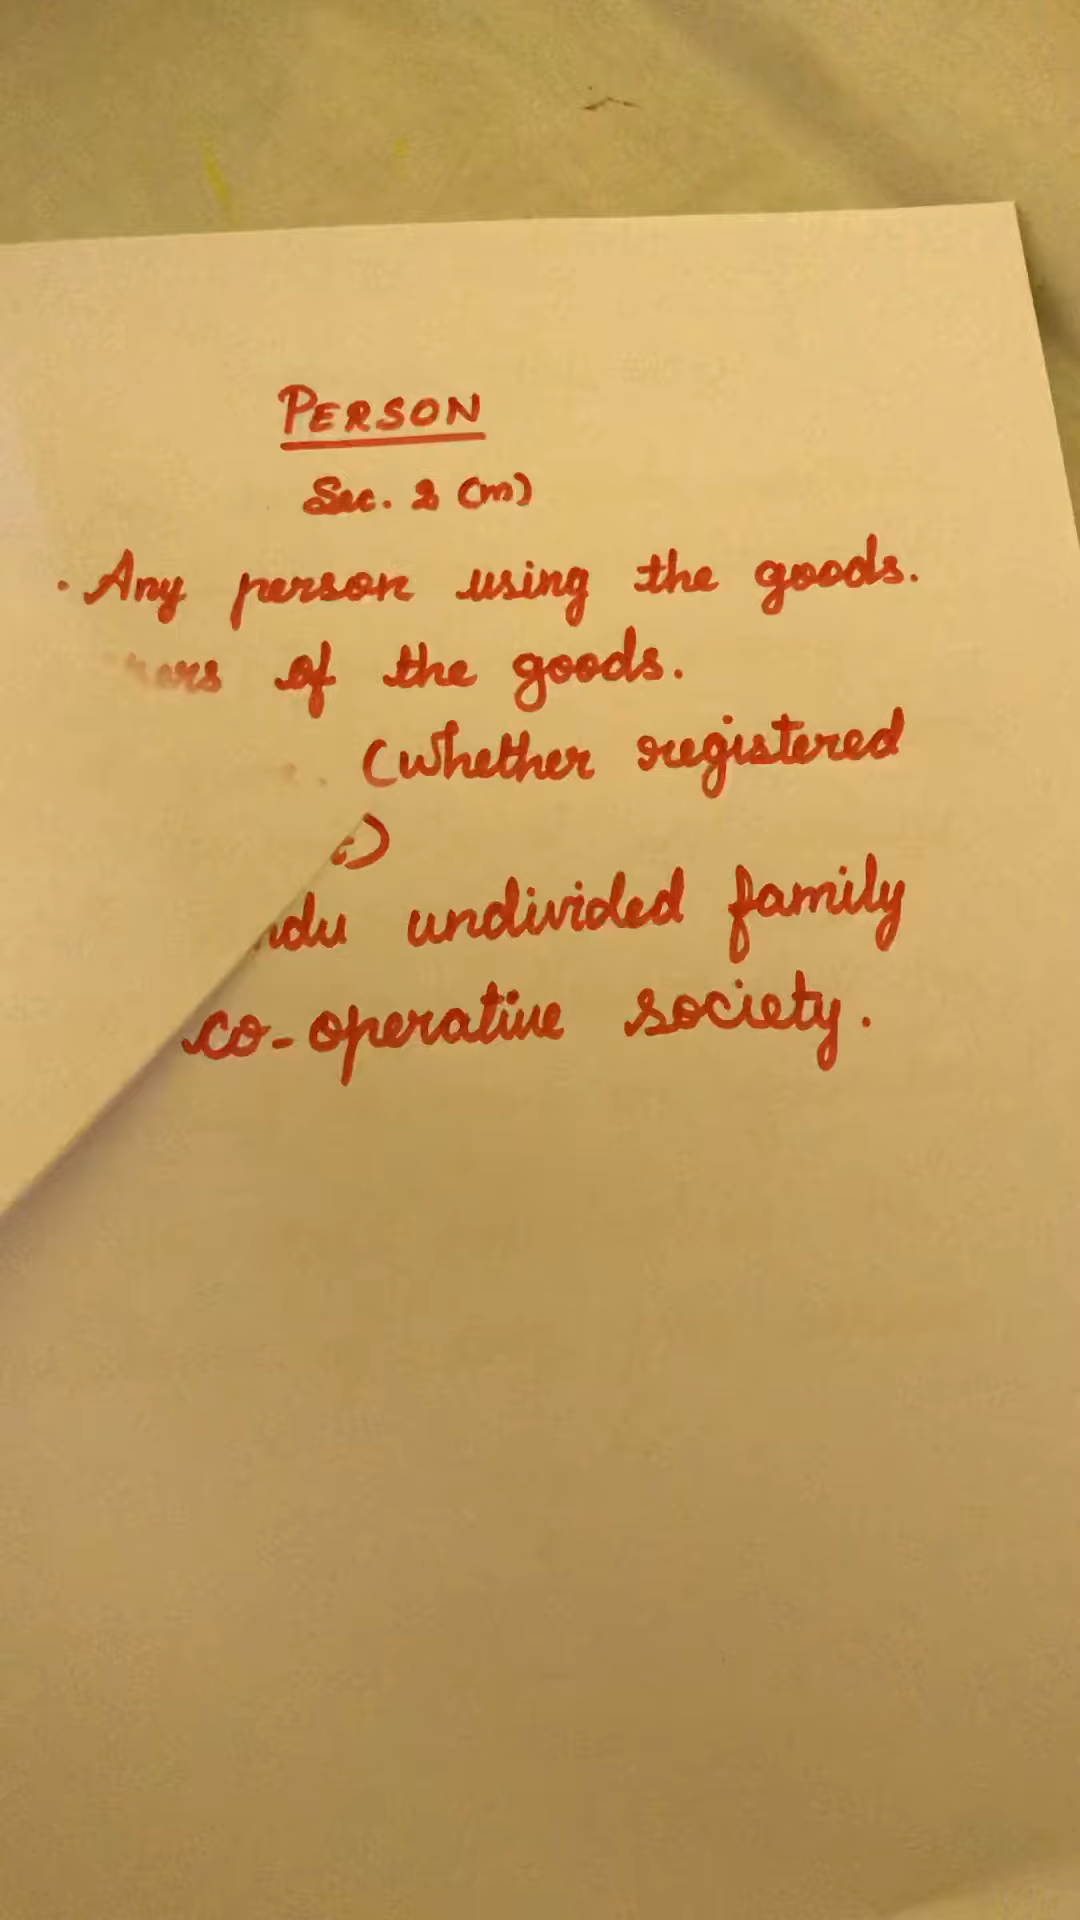 PERSON
Sec. 2 (m)
· Any person using the goods.
of the goods.
(Whether registered
)
undivided family
co-operative society.